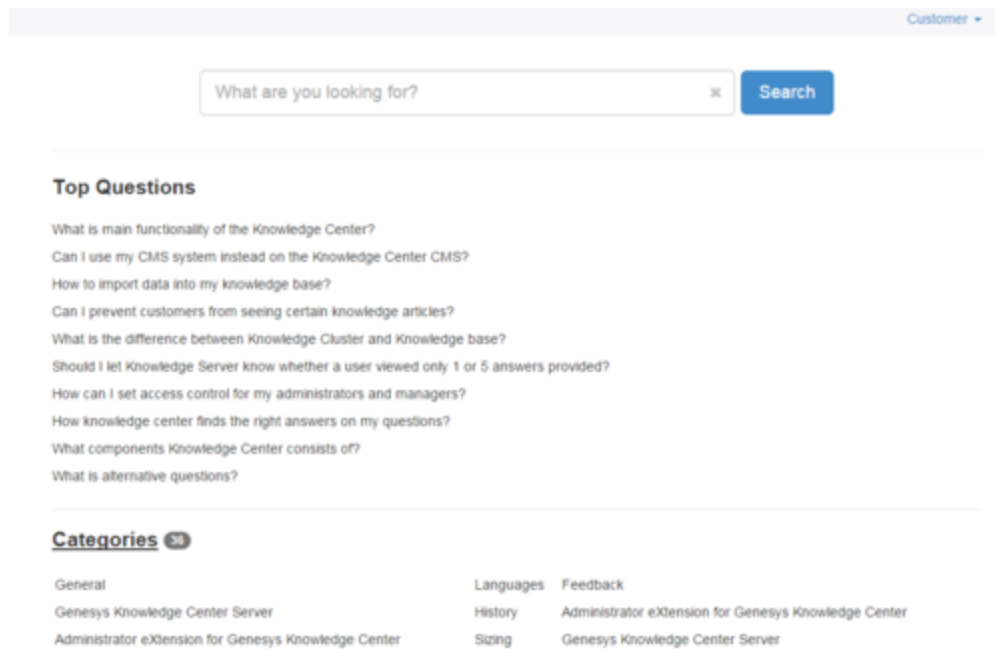 Customer
What are you looking for?
Search
Top Questions
What is main functionality of the Knowledge Center?
Can I use my CMS system instead on the Knowledge Center CMS?
How to import data into my knowledge base?
Can I prevent customers from seeing certain knowledge articles?
What is the difference between Knowledge Cluster and Knowledge base?
Should I let Knowledge Server know whether a user viewed only 1 or 5 answers provided?
How can I set access control for my administrators and managers?
How knowledge center finds the right answers on my questions?
What components Knowledge Center consists of?
What is alternative questions?
Categories 36
General Languages Feedback
Genesys Knowledge Center Server History Administrator eXtension for Genesys Knowledge Center
Administrator eXtension for Genesys Knowledge Center Sizing Genesys Knowledge Center Server